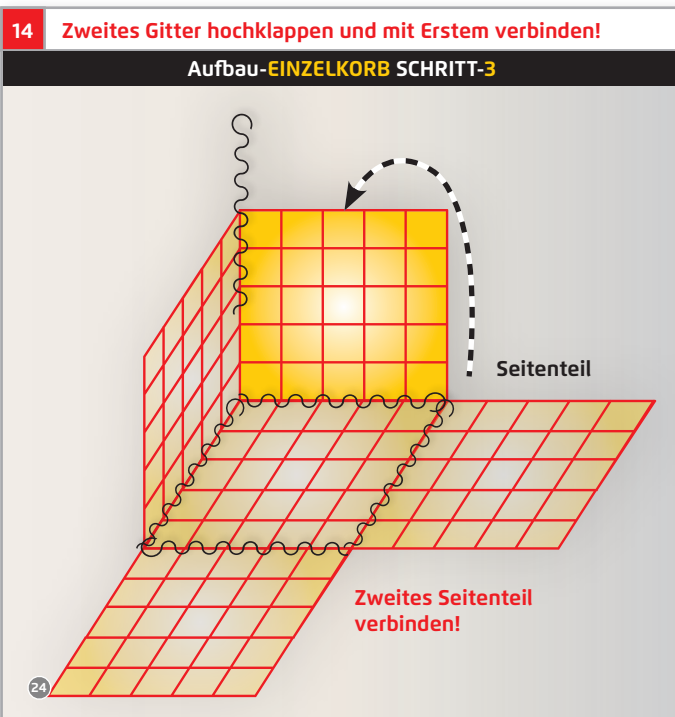 14 Zweites Gitter hochklappen und mit Erstem verbinden!
Aufbau-EINZELKORB SCHRITT-3
Seitenteil
Zweites Seitenteil
verbinden!
24